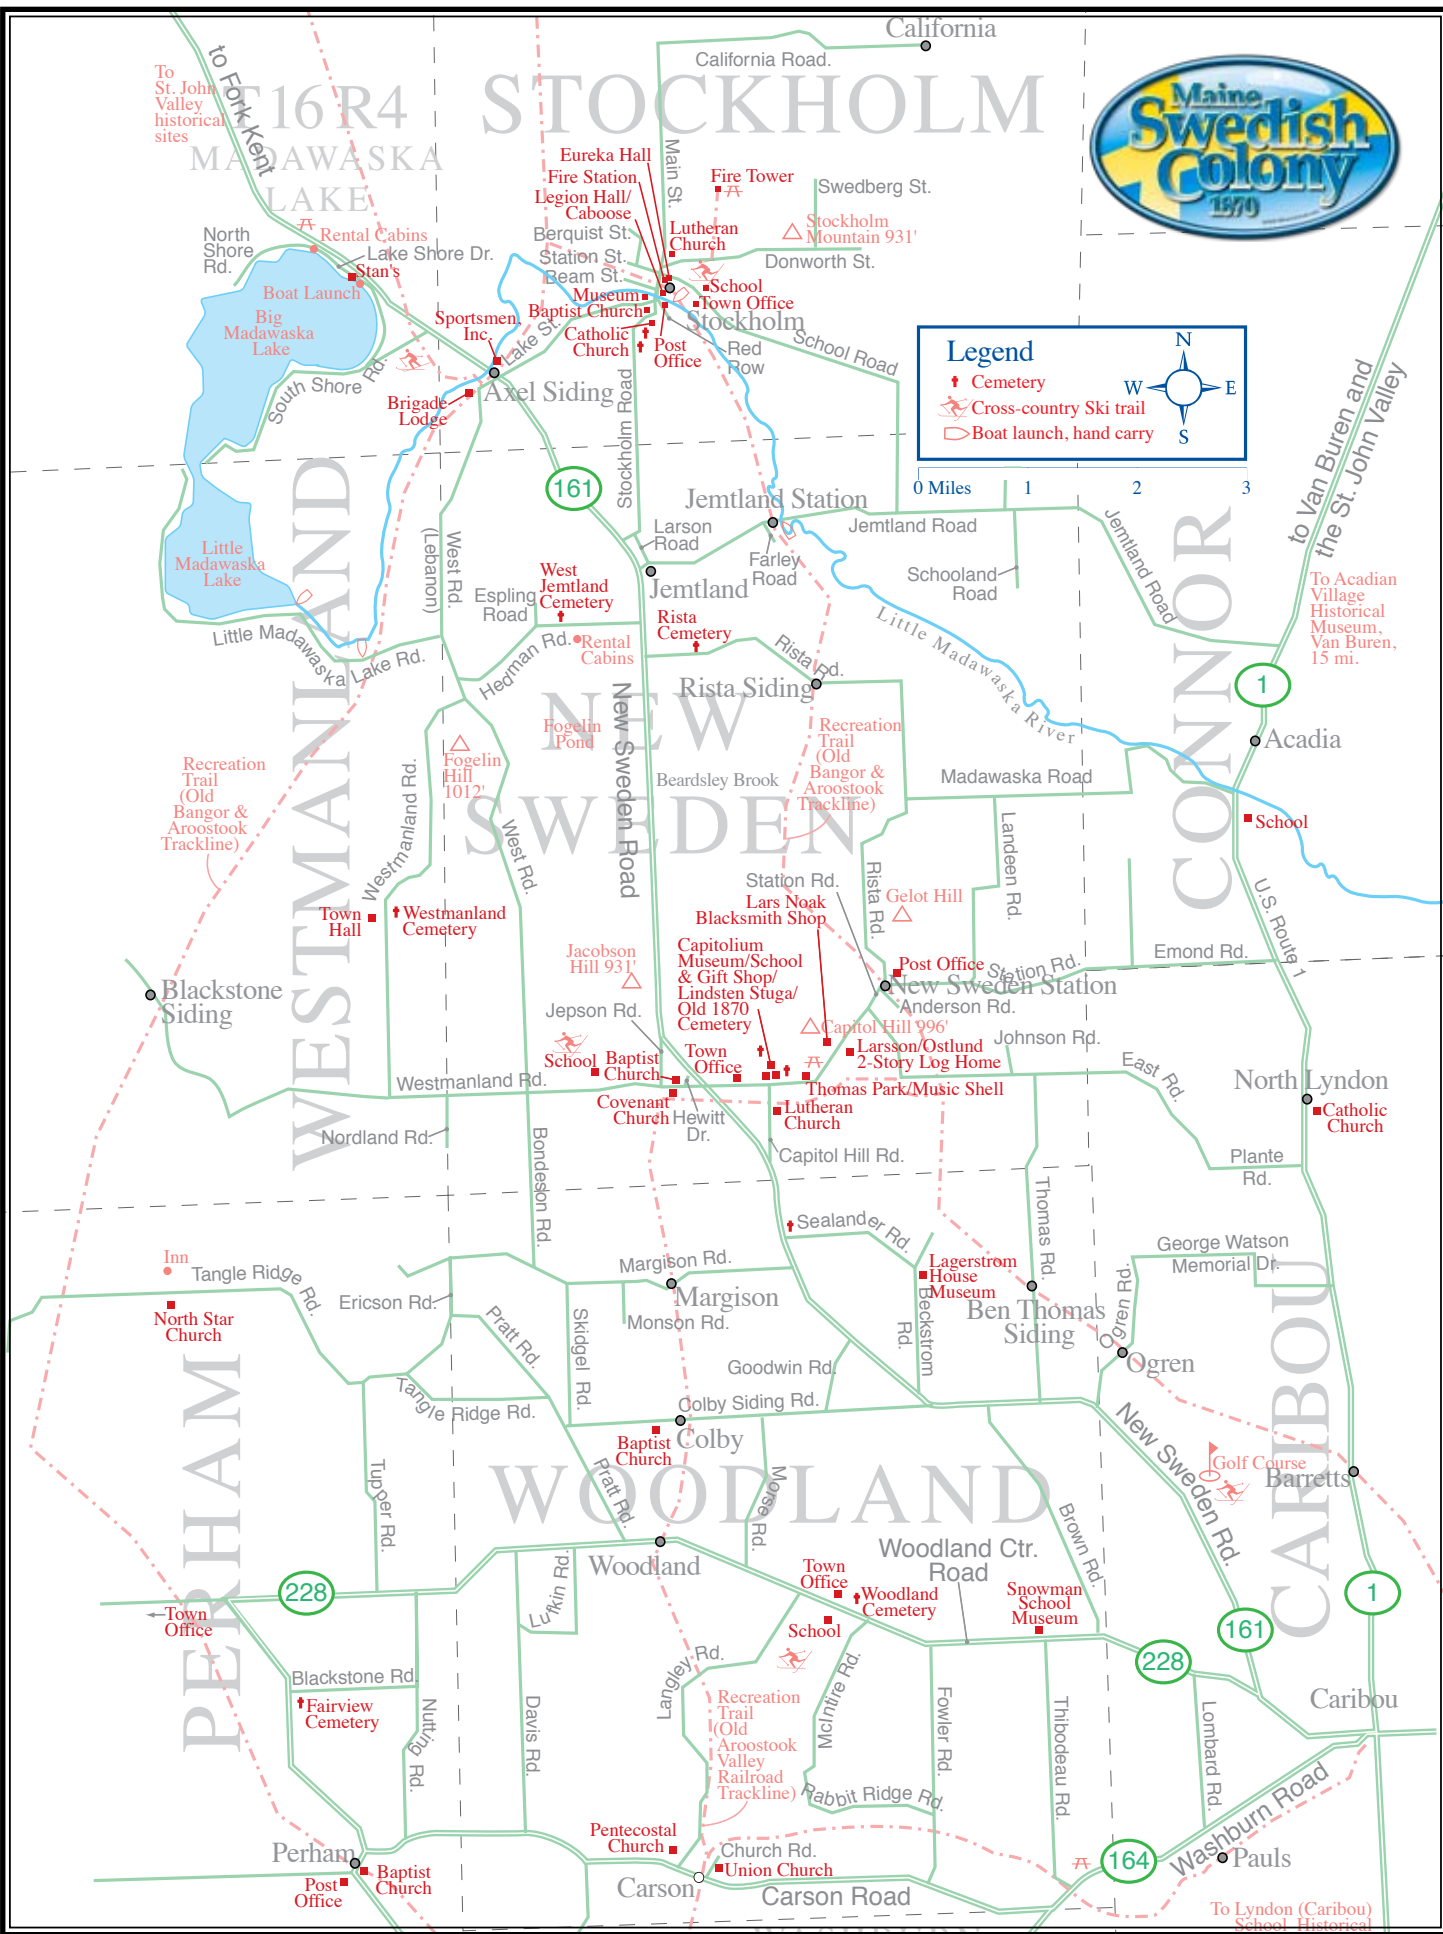 California
California Road.
Maine
Swedish
Colony
1870
to Fork Kent
To
St. John
Valley
historical
sites
T16 R4
MADAWASKA
LAKE
STOCKHOLM
Main St.
Eureka Hall
Fire Station
Legion Hall/
Caboose
Fire Tower
Swedberg St.
Stockholm
Mountain 931'
Lutheran
Church
Berquist St.
Station St.
Beam St.
Donworth St.
North
Shore
Rd.
Rental Cabins
Lake Shore Dr.
Stan's
Boat Launch
Big
Madawaska
Lake
School
Town Office
Museum
Baptist Church
Stockholm
Catholic
Church
Post
Office
Red
Row
School Road
Sportsmen,
Inc.
Lake St.
Axel Siding
South Shore Rd.
Brigade
Lodge
Stockholm Road
Legend
Cemetery
Cross-country Ski trail
Boat launch, hand carry
N
W
E
S
0 Miles
1
2
3
to Van Buren and
the St. John Valley
161
Jemtland Station
Larson
Road
Jemtland Road
Farley
Road
Schooland
Road
Jemtland Road
Jemtland
West
Jemtland
Cemetery
Espling
Road
West Rd.
(Lebanon)
Little
Madawaska
Lake
Little Madawaska Lake Rd.
Hedman Rd.
Rental
Cabins
Rista
Cemetery
Rista Rd.
Rista Siding
Little Madawaska River
To Acadian
Village
Historical
Museum,
Van Buren,
15 mi.
1
Acadia
CONNOR
WESTMANLAND
NEW
SWEDEN
Fogelin
Pond
New Sweden Road
Beardsley Brook
Recreation
Trail
(Old
Bangor &
Aroostook
Trackline)
Fogelin
Hill
1012'
Westmanland Rd.
West Rd.
Recreation
Trail
(Old
Bangor &
Aroostook
Trackline)
Madawaska Road
School
Landeen Rd.
Rista Rd.
Station Rd.
Gelot Hill
Lars Noak
Blacksmith Shop
U.S. Route 1
Emond Rd.
Town
Hall
Westmanland
Cemetery
Jacobson
Hill 931'
Capitolium
Museum/School
& Gift Shop/
Lindsten Stuga/
Old 1870
Cemetery
Post Office
Station Rd.
New Sweden Station
Anderson Rd.
Blackstone
Siding
Jepson Rd.
Capitol Hill 996'
Larsson/Ostlund
2-Story Log Home
Johnson Rd.
East Rd.
North Lyndon
Catholic
Church
School
Baptist
Church
Town
Office
Westmanland Rd.
Covenant
Church
Hewitt
Dr.
Thomas Park/Music Shell
Lutheran
Church
Nordland Rd.
Bondeson Rd.
Capitol Hill Rd.
Plante
Rd.
Thomas Rd.
Sealander Rd.
Margison Rd.
Margison
Monson Rd.
Lagerstrom
House
Museum
Beckstrom
Rd.
Ben Thomas
Siding
Ogren Rd.
Ogren
George Watson
Memorial Dr.
Inn
Tangle Ridge Rd.
North Star
Church
Ericson Rd.
Pratt Rd.
Skidgel Rd.
Goodwin Rd.
Colby Siding Rd.
Tangle Ridge Rd.
Colby
Baptist
Church
PERHAM
CARIBOU
WOODLAND
Tupper Rd.
Pratt Rd.
Morse Rd.
New Sweden Rd.
Golf Course
Barretts
Woodland
Woodland Ctr.
Road
Brown Rd.
228
Town
Office
Lufkin Rd.
Town
Office
Woodland
Cemetery
School
Snowman
School
Museum
1
161
228
Blackstone Rd.
Fairview
Cemetery
Nutting Rd.
Davis Rd.
Langley Rd.
Recreation
Trail
(Old
Aroostook
Valley
Railroad
Trackline)
McIntire Rd.
Rabbit Ridge Rd.
Fowler Rd.
Thibodeau Rd.
Lombard Rd.
Caribou
Washburn Road
Pauls
164
Perham
Baptist
Church
Post
Office
Pentecostal
Church
Church Rd.
Union Church
Carson
Carson Road
To Lyndon (Caribou)
School Historical